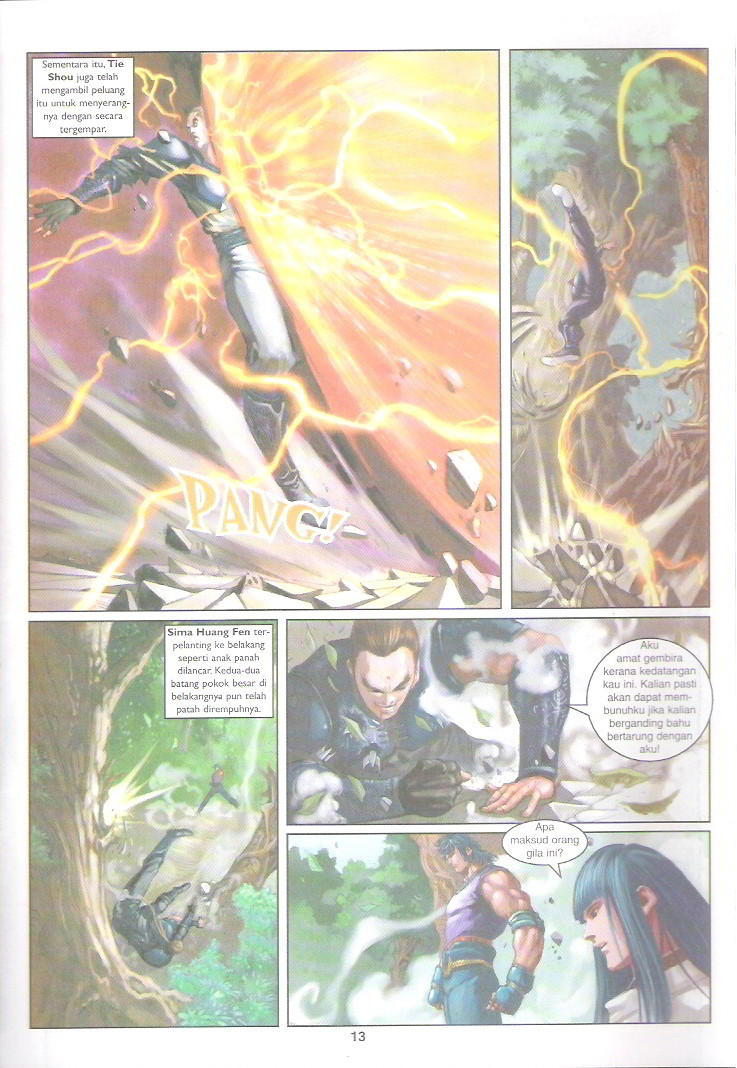 Sementara itu, Tie
Shou juga telah
mengambil peluang
itu untuk menyerang-
nya dengan secara
tergempar.
PANG!
Sima Huang Fen ter-
pelanting ke belakang
seperti anak panah
dilancar. Kedua-dua
batang pokok besar di
belakangnya pun telah
patah dirempuhnya.
Aku
amat gembira
kerana kedatangan
kau ini. Kalian pasti
akan dapat mem-
bunuhku jika kalian
berganding bahu
bertarung dengan
aku!
Apa
maksud orang
gila ini?
13